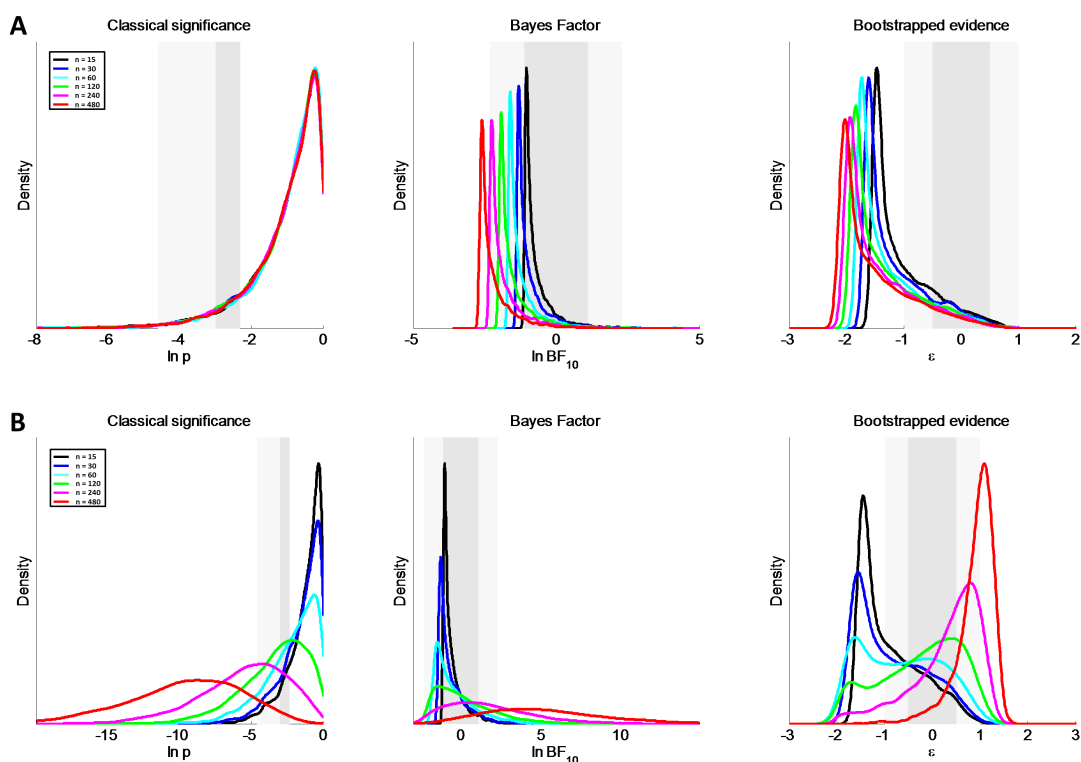 A
Classical significance
Bayes Factor
Bootstrapped evidence
n = 15
n = 30
n = 60
n = 120
n = 240
n = 480
Density
Density
Density
-8 -6 -4 -2 0
-5 0 5
-3 -2 -1 0 1 2
ln p
ln BF10
ε
B
Classical significance
Bayes Factor
Bootstrapped evidence
n = 15
n = 30
n = 60
n = 120
n = 240
n = 480
Density
Density
Density
-15 -10 -5 0
0 5 10
-3 -2 -1 0 1 2 3
ln p
ln BF10
ε